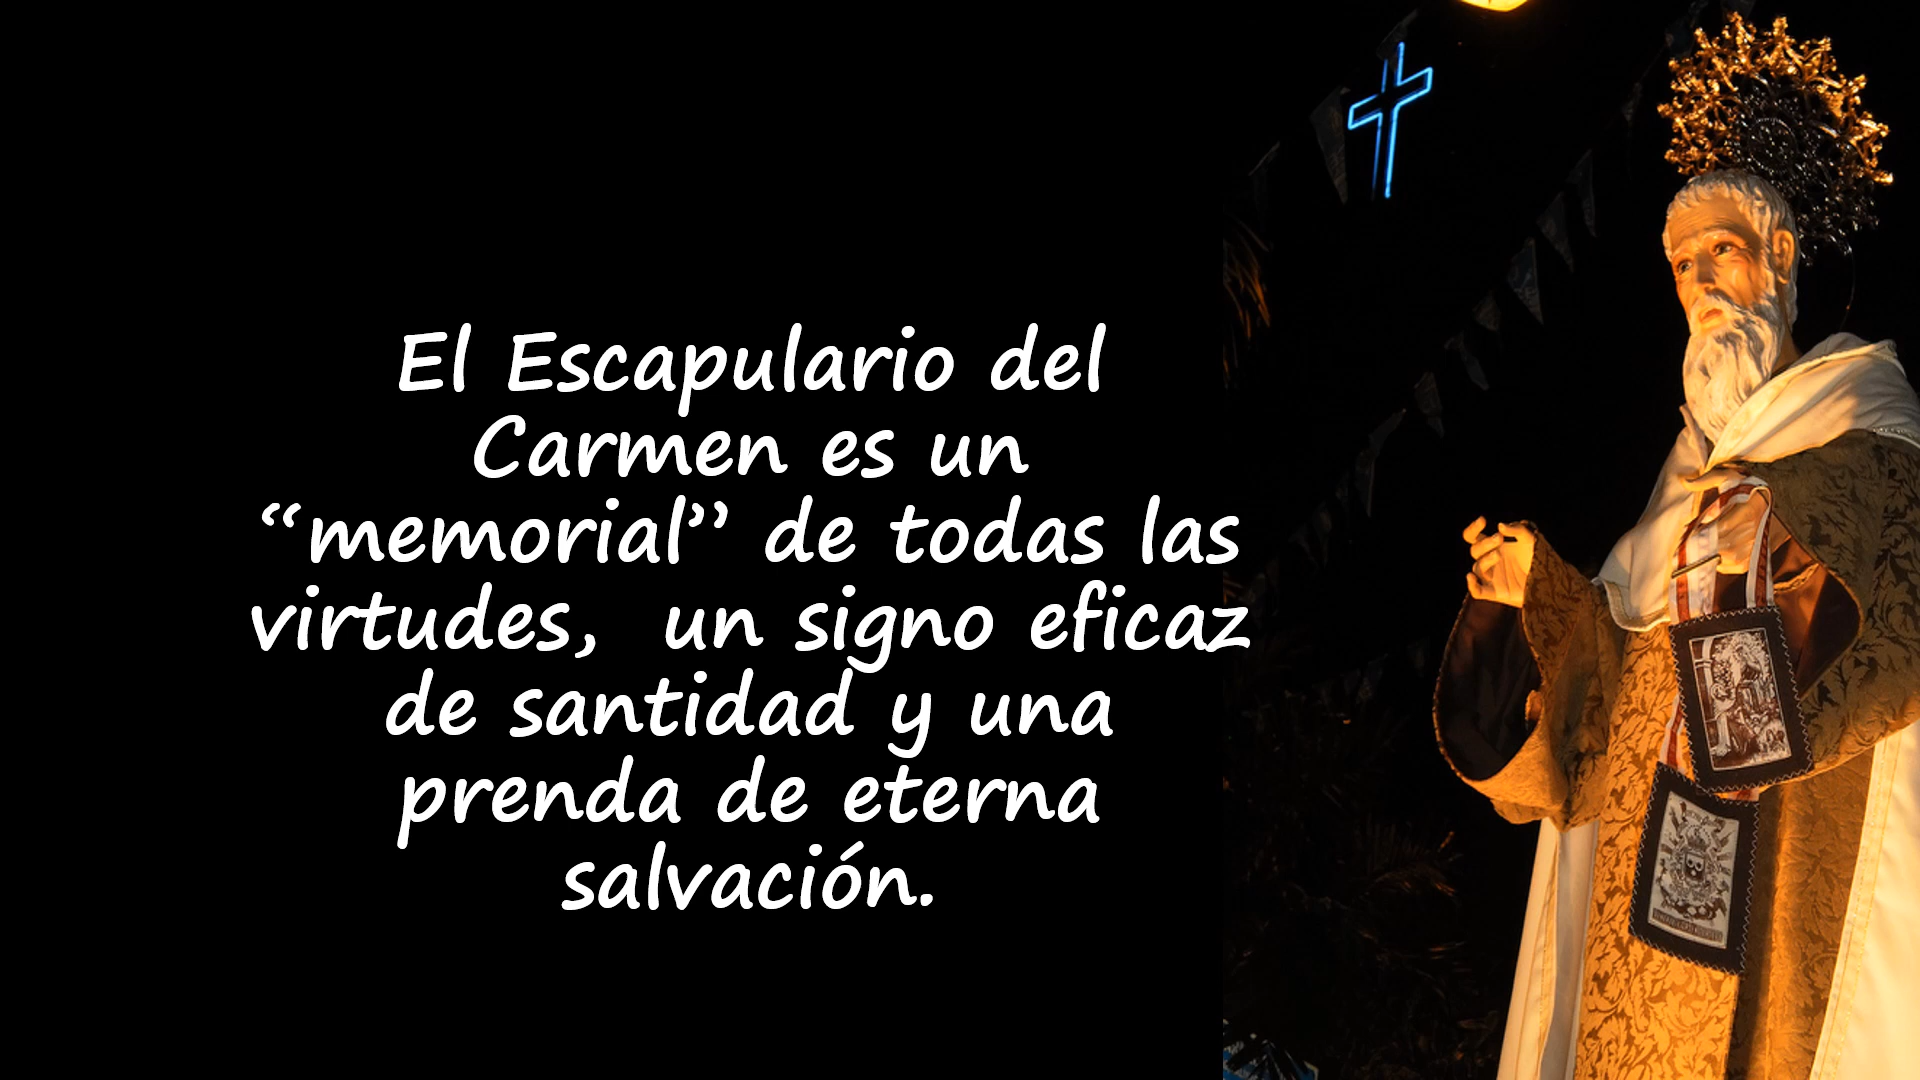 El Escapulario del
Carmen es un
“memorial” de todas las
virtudes,  un signo eficaz
de santidad y una
prenda de eterna
salvación.